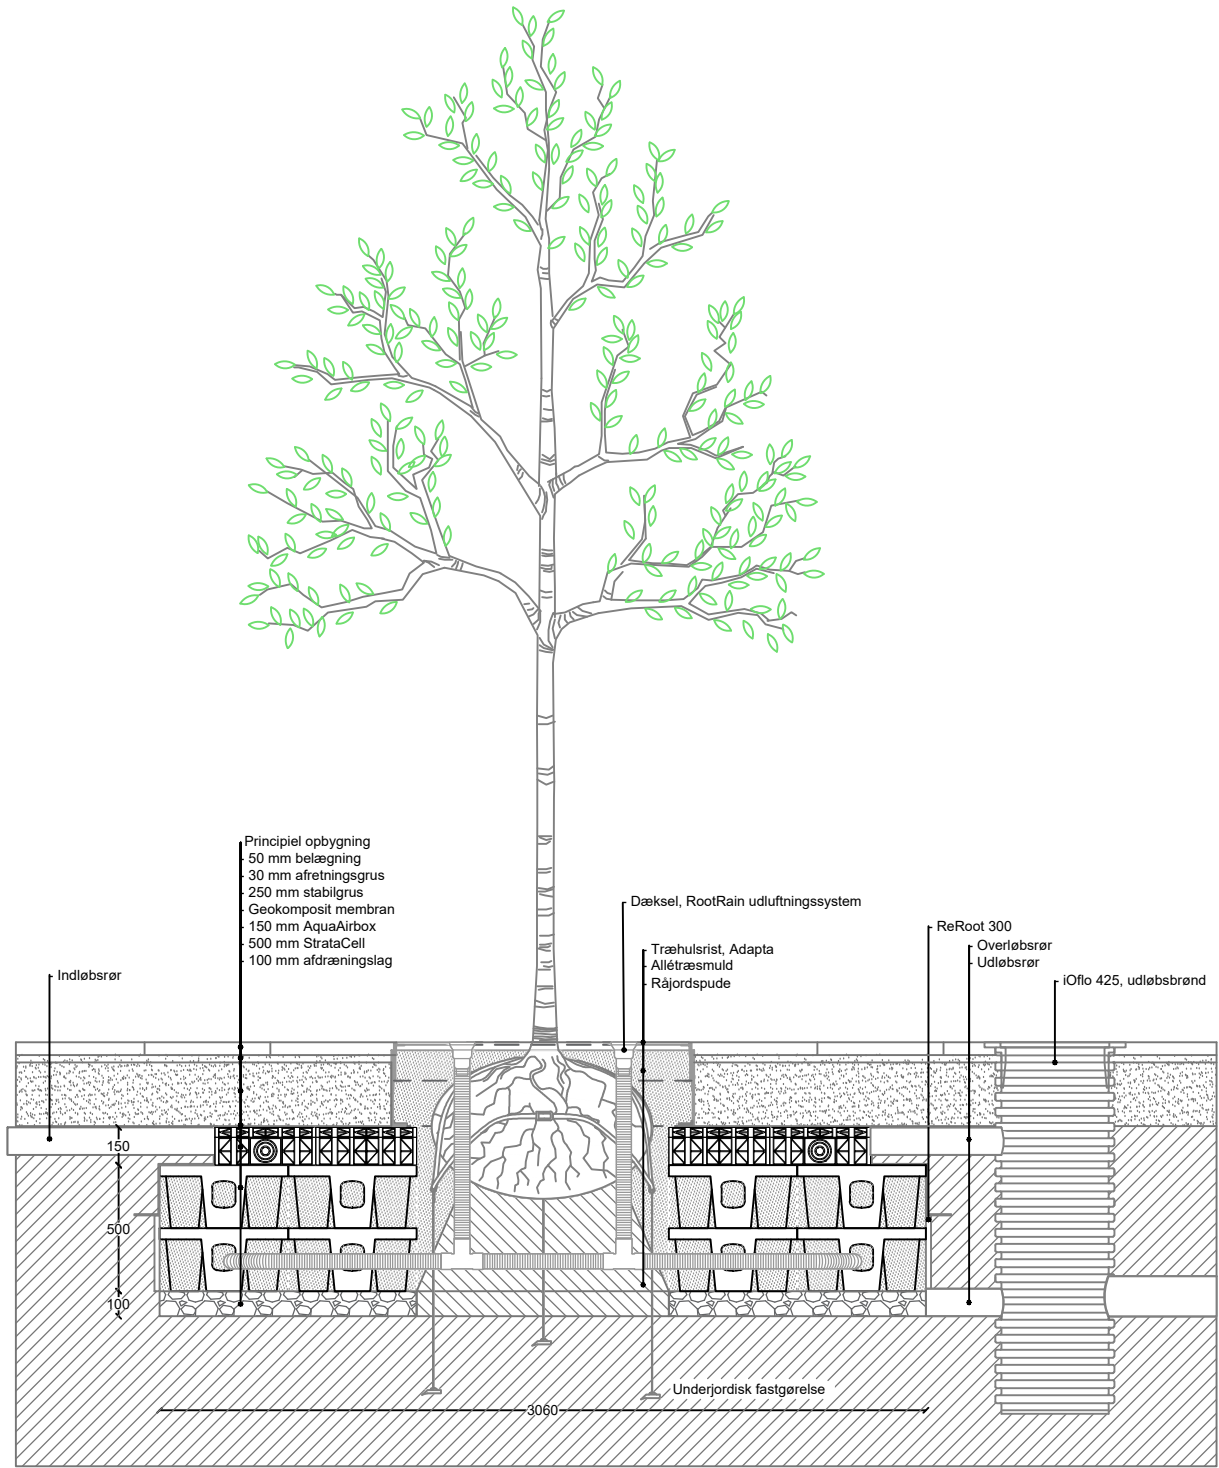 Principiel opbygning
50 mm belægning
30 mm afretningsgrus
250 mm stabilgrus
Geokomposit membran
150 mm AquaAirbox
500 mm StrataCell
100 mm afdræningslag
Indløbsrør
Dæksel, RootRain udluftningssystem
Træhulsrist, Adapta
Allétræsmuld
Råjordspude
ReRoot 300
Overløbsrør
Udløbsrør
iOflo 425, udløbsbrønd
150
500
100
Underjordisk fastgørelse
3060